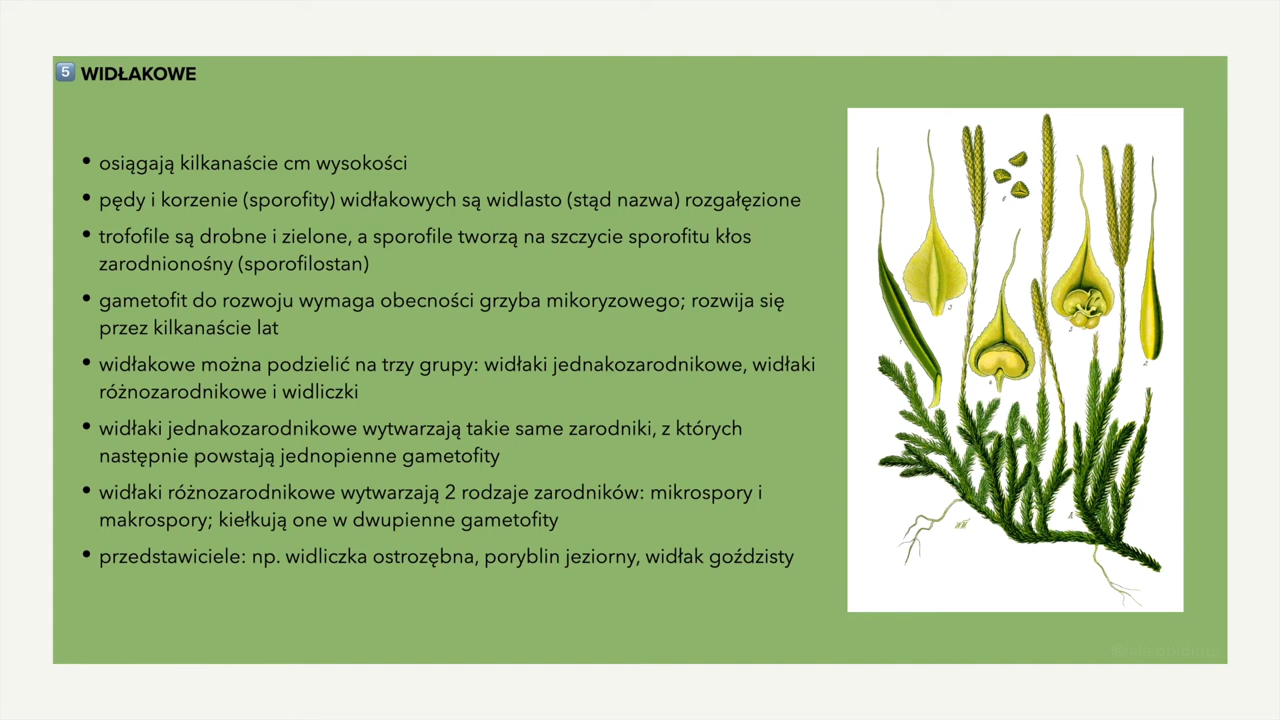 5 WIDŁAKOWE
• osiągają kilkanaście cm wysokości
• pędy i korzenie (sporofity) widłakowych są widlasto (stąd nazwa) rozgałęzione
• trofofile są drobne i zielone, a sporofile tworzą na szczycie sporofitu kłos
zarodnionośny (sporofilostan)
• gametofit do rozwoju wymaga obecności grzyba mikoryzowego; rozwija się
przez kilkanaście lat
• widłakowe można podzielić na trzy grupy: widłaki jednakozarodnikowe, widłaki
różnozarodnikowe i widliczki
• widłaki jednakozarodnikowe wytwarzają takie same zarodniki, z których
następnie powstają jednopienne gametofity
• widłaki różnozarodnikowe wytwarzają 2 rodzaje zarodników: mikrospory i
makrospory; kiełkują one w dwupienne gametofity
• przedstawiciele: np. widliczka ostrozębna, poryblin jeziorny, widłak goździsty